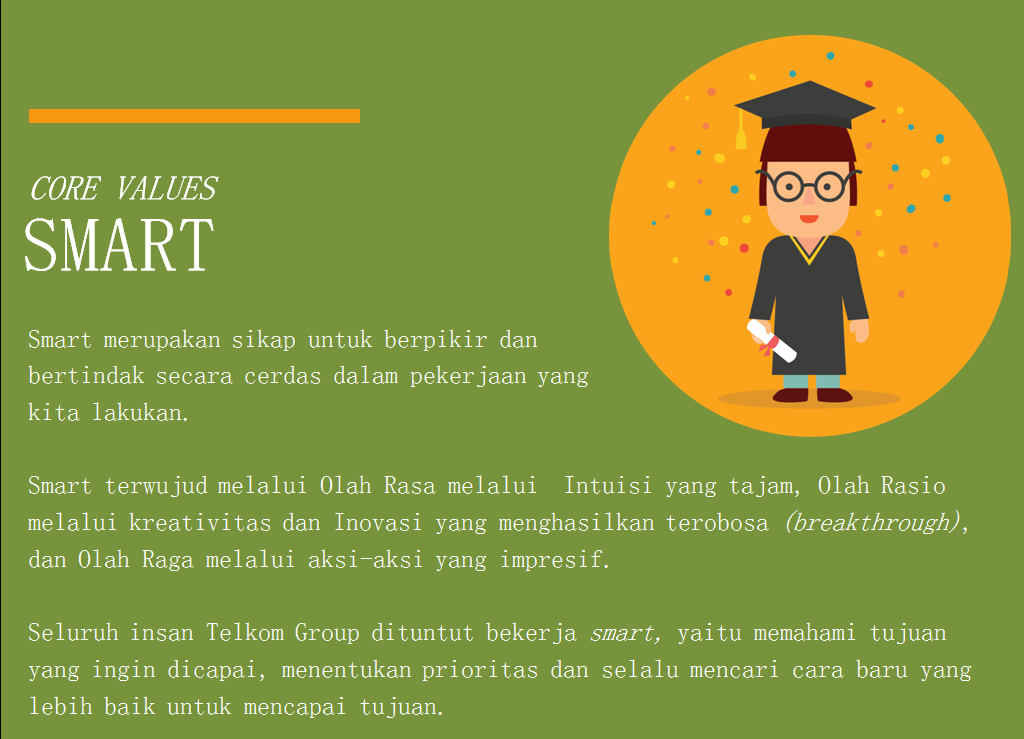 CORE VALUES
SMART
Smart merupakan sikap untuk berpikir dan
bertindak secara cerdas dalam pekerjaan yang
kita lakukan.
Smart terwujud melalui Olah Rasa melalui  Intuisi yang tajam, Olah Rasio
melalui kreativitas dan Inovasi yang menghasilkan terobosa (breakthrough),
dan Olah Raga melalui aksi-aksi yang impresif.
Seluruh insan Telkom Group dituntut bekerja smart, yaitu memahami tujuan
yang ingin dicapai, menentukan prioritas dan selalu mencari cara baru yang
lebih baik untuk mencapai tujuan.